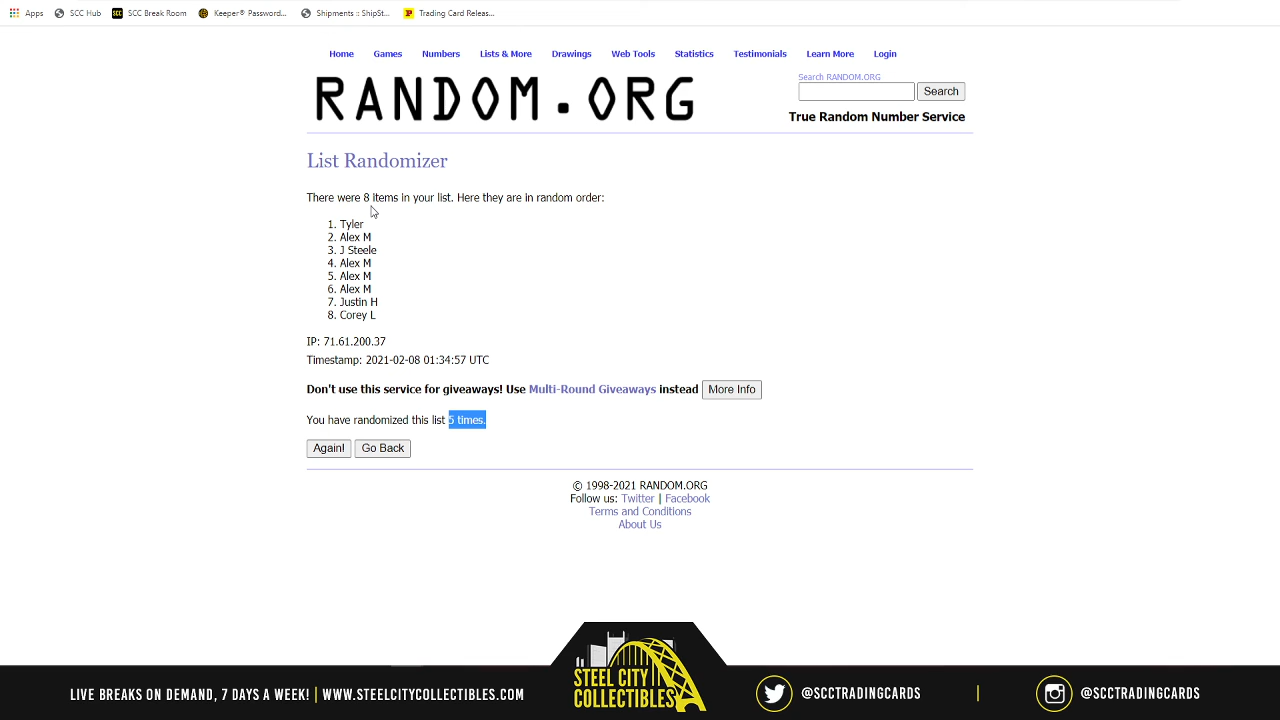 Apps SCC Hub SCC SCC Break Room Keeper® Password... Shipments :: ShipSt... Trading Card Releas...
Home Games Numbers Lists & More Drawings Web Tools Statistics Testimonials Learn More Login
Search RANDOM.ORG
RANDOM.ORG
Search
True Random Number Service
List Randomizer
There were 8 items in your list. Here they are in random order:
1. Tyler
2. Alex M
3. J Steele
4. Alex M
5. Alex M
6. Alex M
7. Justin H
8. Corey L
IP: 71.61.200.37
Timestamp: 2021-02-08 01:34:57 UTC
Don't use this service for giveaways! Use Multi-Round Giveaways instead More Info
You have randomized this list 5 times.
Again! Go Back
© 1998-2021 RANDOM.ORG
Follow us: Twitter | Facebook
Terms and Conditions
About Us
LIVE BREAKS ON DEMAND, 7 DAYS A WEEK! | WWW.STEELCITYCOLLECTIBLES.COM
STEEL CITY
COLLECTIBLES
@SCCTRADINGCARDS | @SCCTRADINGCARDS